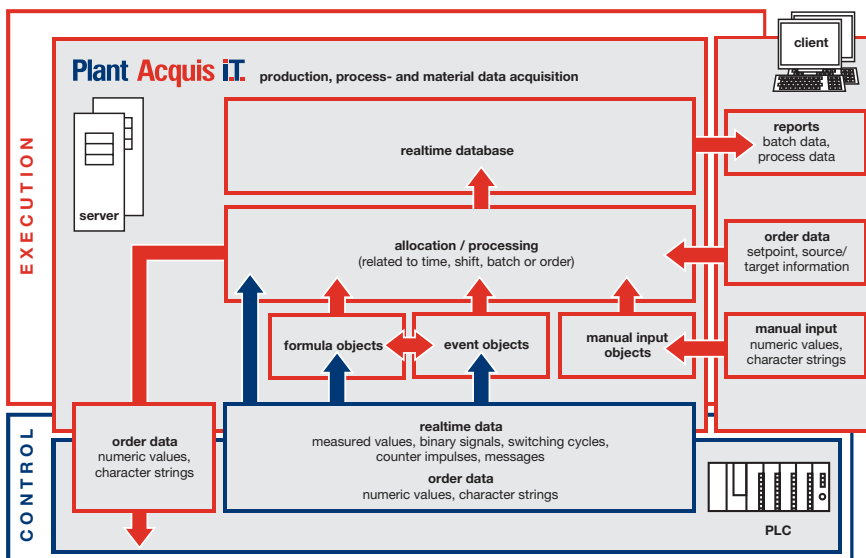 client
Plant Acquis i.T. production, process- and material data acquisition
EXECUTION
server
realtime database
reports
batch data,
process data
allocation / processing
(related to time, shift, batch or order)
order data
setpoint, source/
target information
formula objects
event objects
manual input
objects
manual input
numeric values,
character strings
CONTROL
order data
numeric values,
character strings
realtime data
measured values, binary signals, switching cycles,
counter impulses, messages
order data
numeric values, character strings
PLC